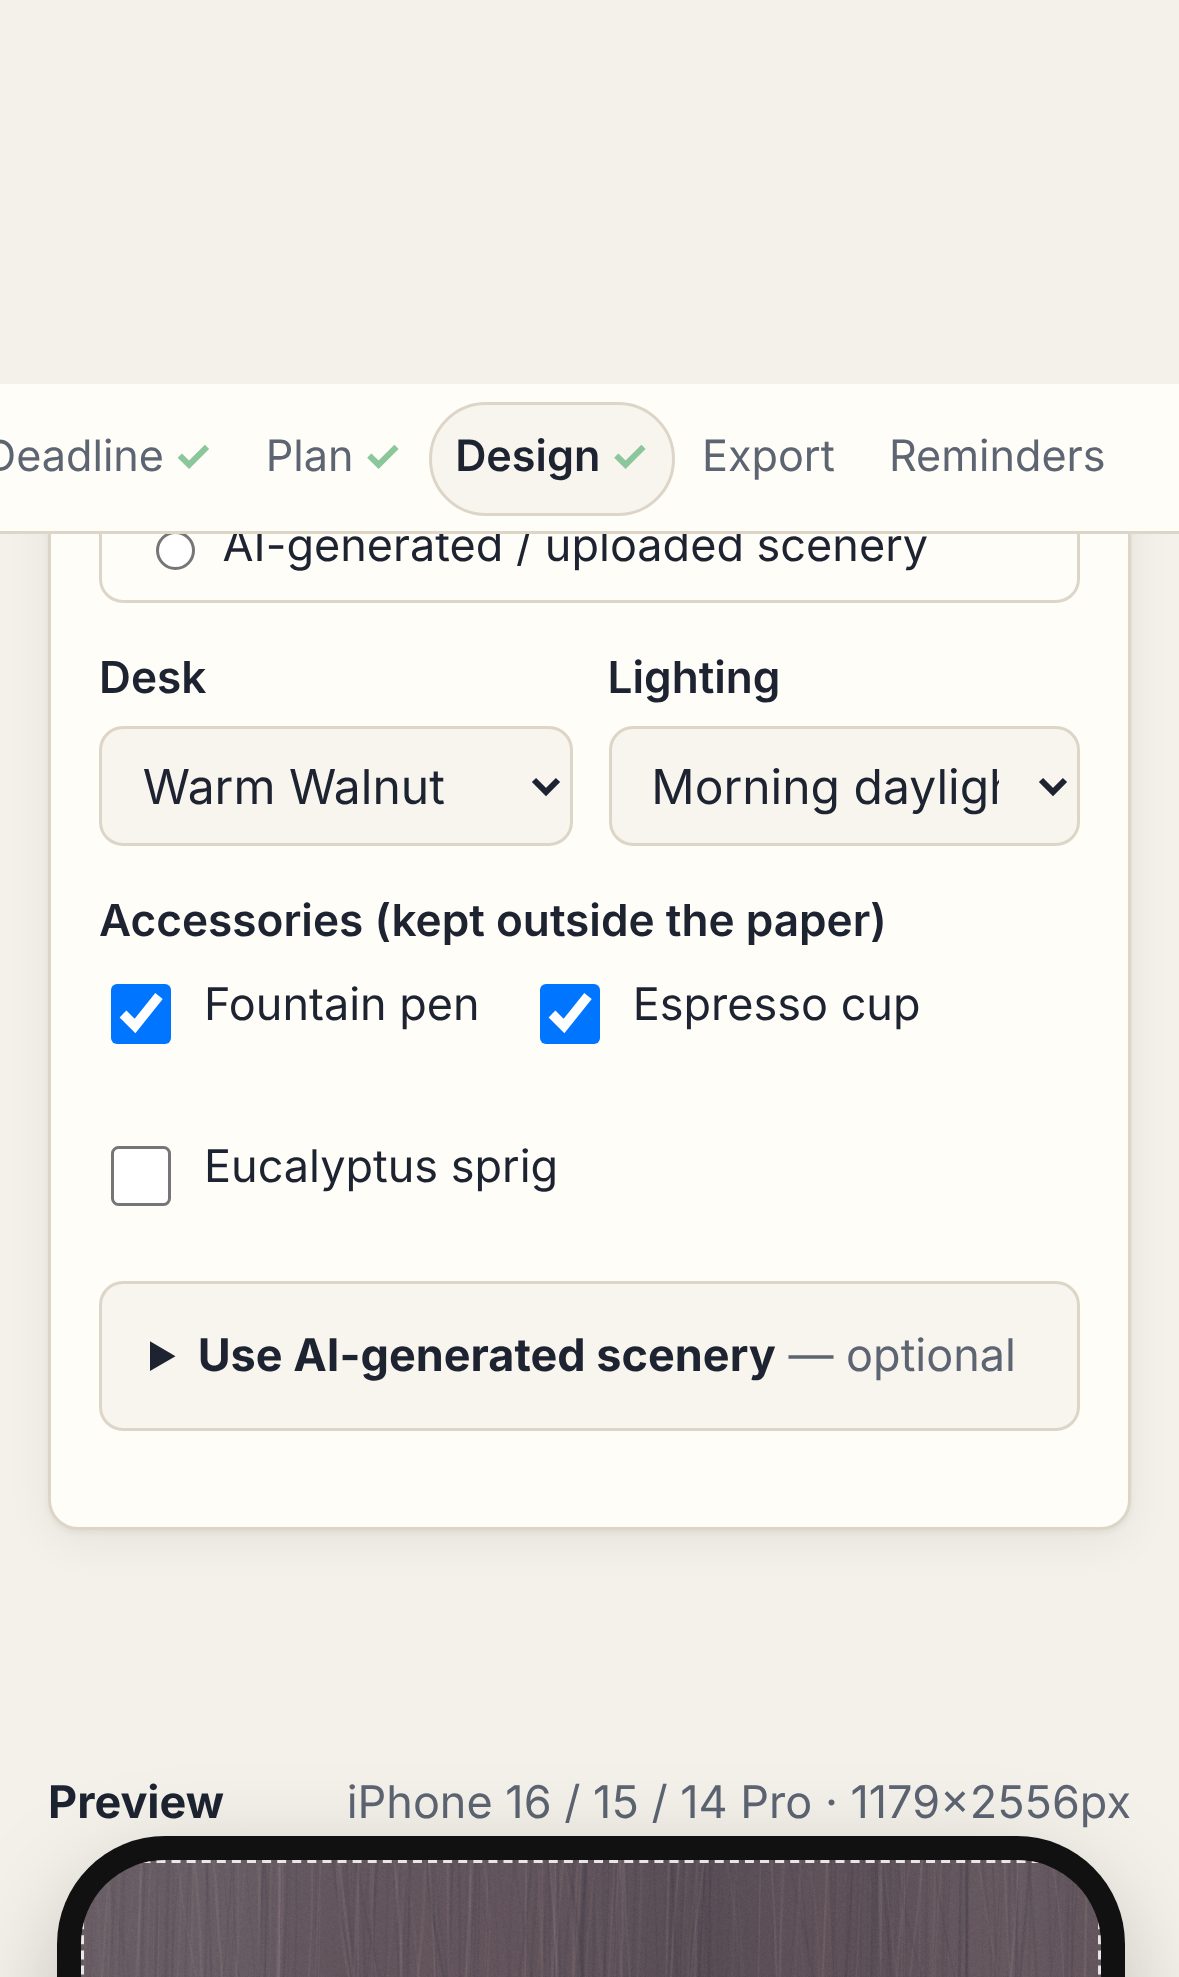 Deadline ✓ Plan ✓ Design ✓ Export Reminders
AI-generated / uploaded scenery
Desk Lighting
Warm Walnut Morning dayligh
Accessories (kept outside the paper)
Fountain pen Espresso cup
Eucalyptus sprig
Use AI-generated scenery — optional
Preview iPhone 16 / 15 / 14 Pro · 1179×2556px